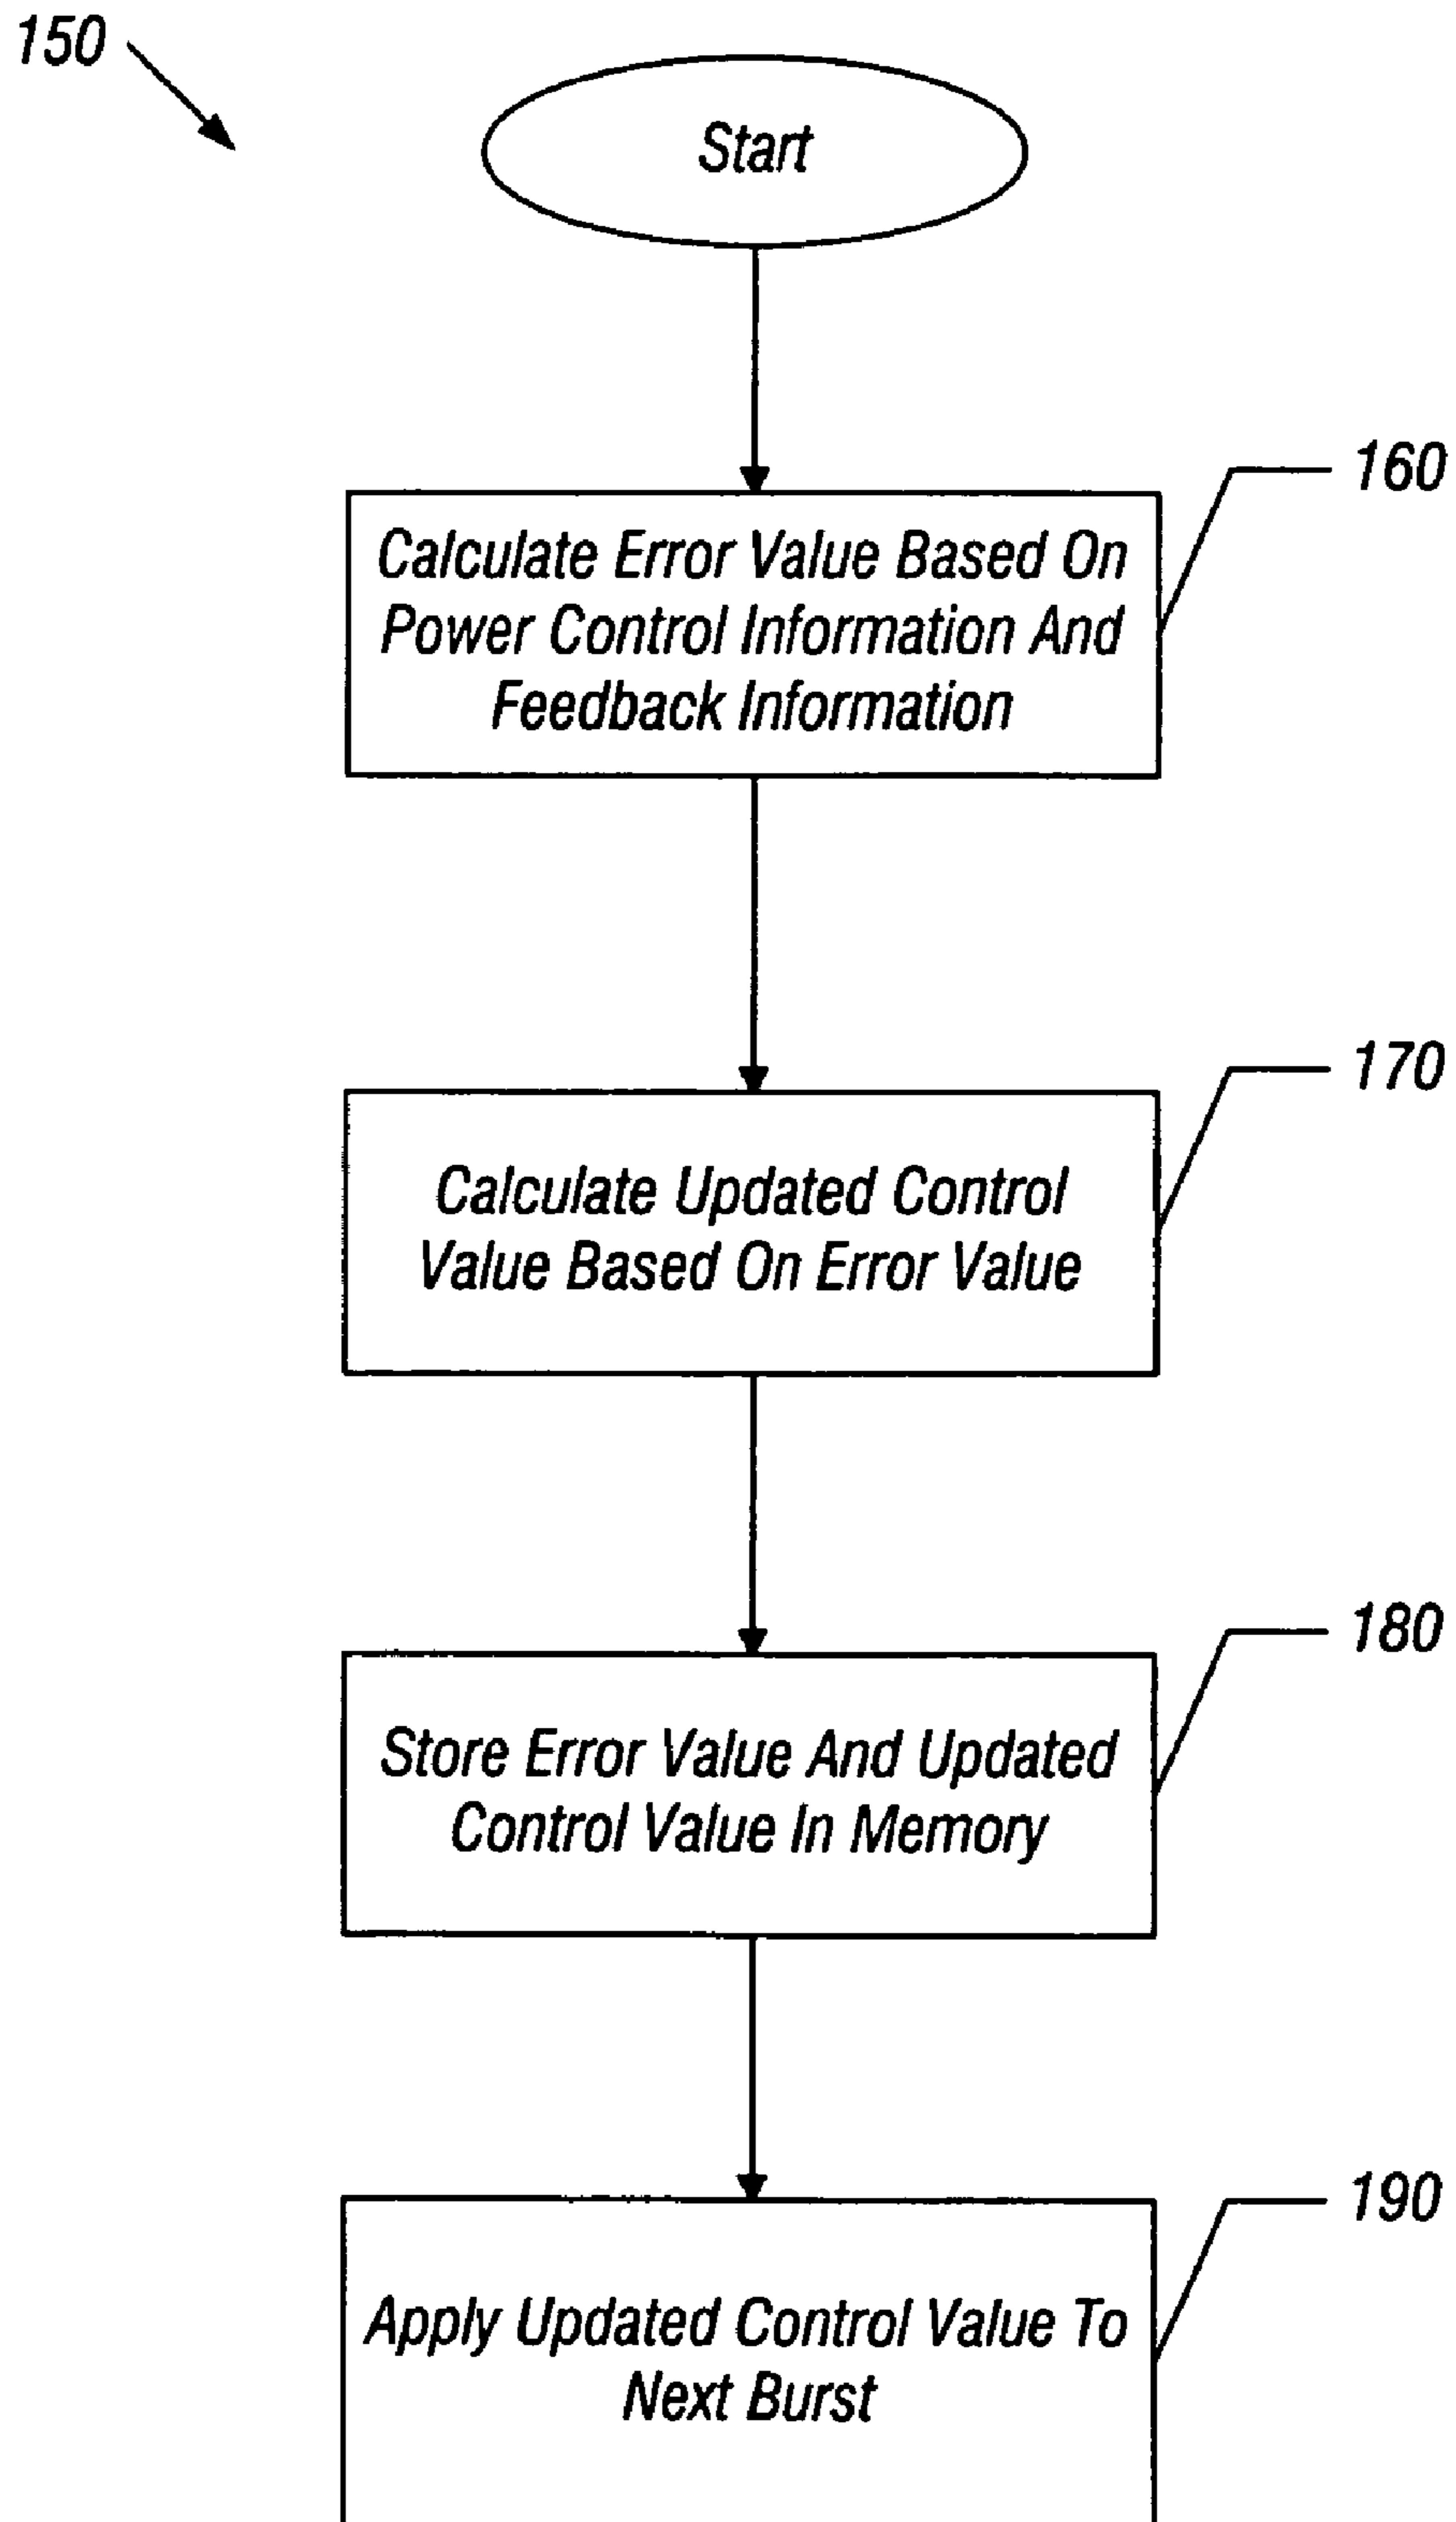 150
Start
160
Calculate Error Value Based On
Power Control Information And
Feedback Information
170
Calculate Updated Control
Value Based On Error Value
180
Store Error Value And Updated
Control Value In Memory
190
Apply Updated Control Value To
Next Burst